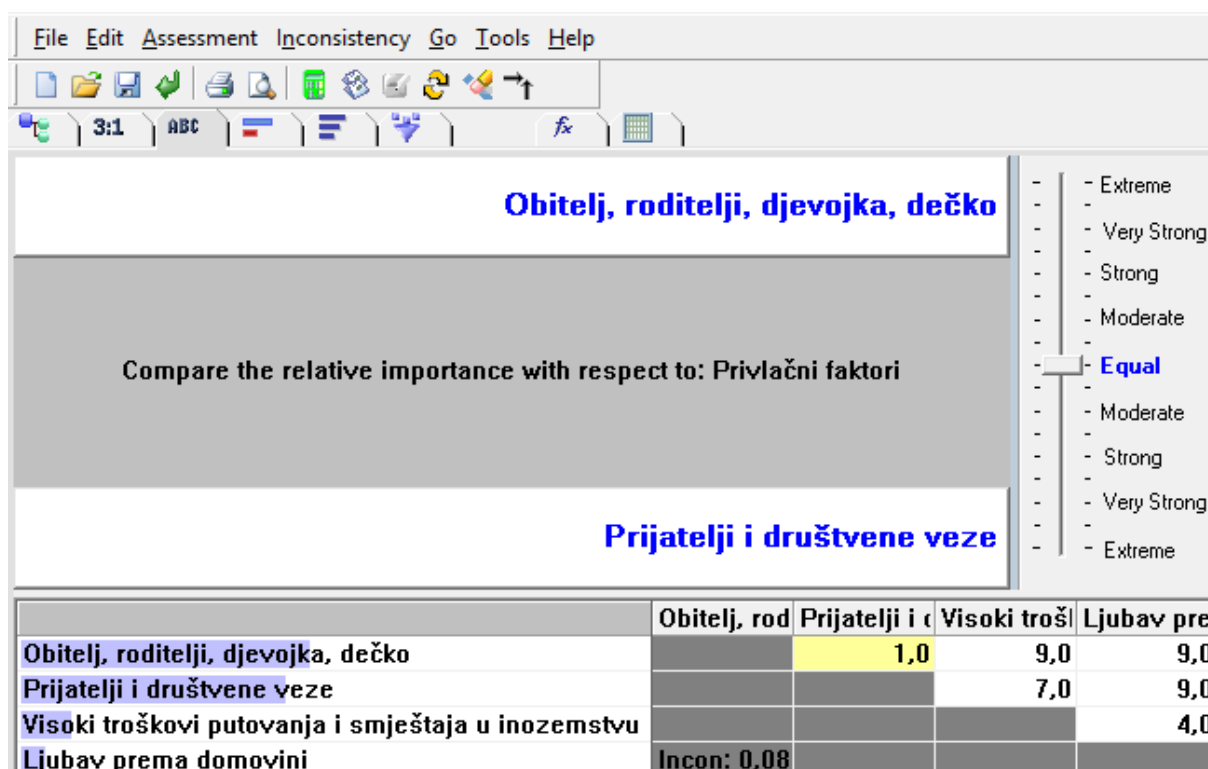 File Edit Assessment Inconsistency Go Tools Help
3:1 ABC fx
Obitelj, roditelji, djevojka, dečko
Compare the relative importance with respect to: Privlačni faktori
Prijatelji i društvene veze
Extreme
Very Strong
Strong
Moderate
Equal
Moderate
Strong
Very Strong
Extreme
Obitelj, rod Prijatelji i Visoki trošl Ljubav pre
Obitelj, roditelji, djevojka, dečko 1,0 9,0 9,0
Prijatelji i društvene veze 7,0 9,0
Visoki troškovi putovanja i smještaja u inozemstvu 4,0
Ljubav prema domovini Incon: 0,08